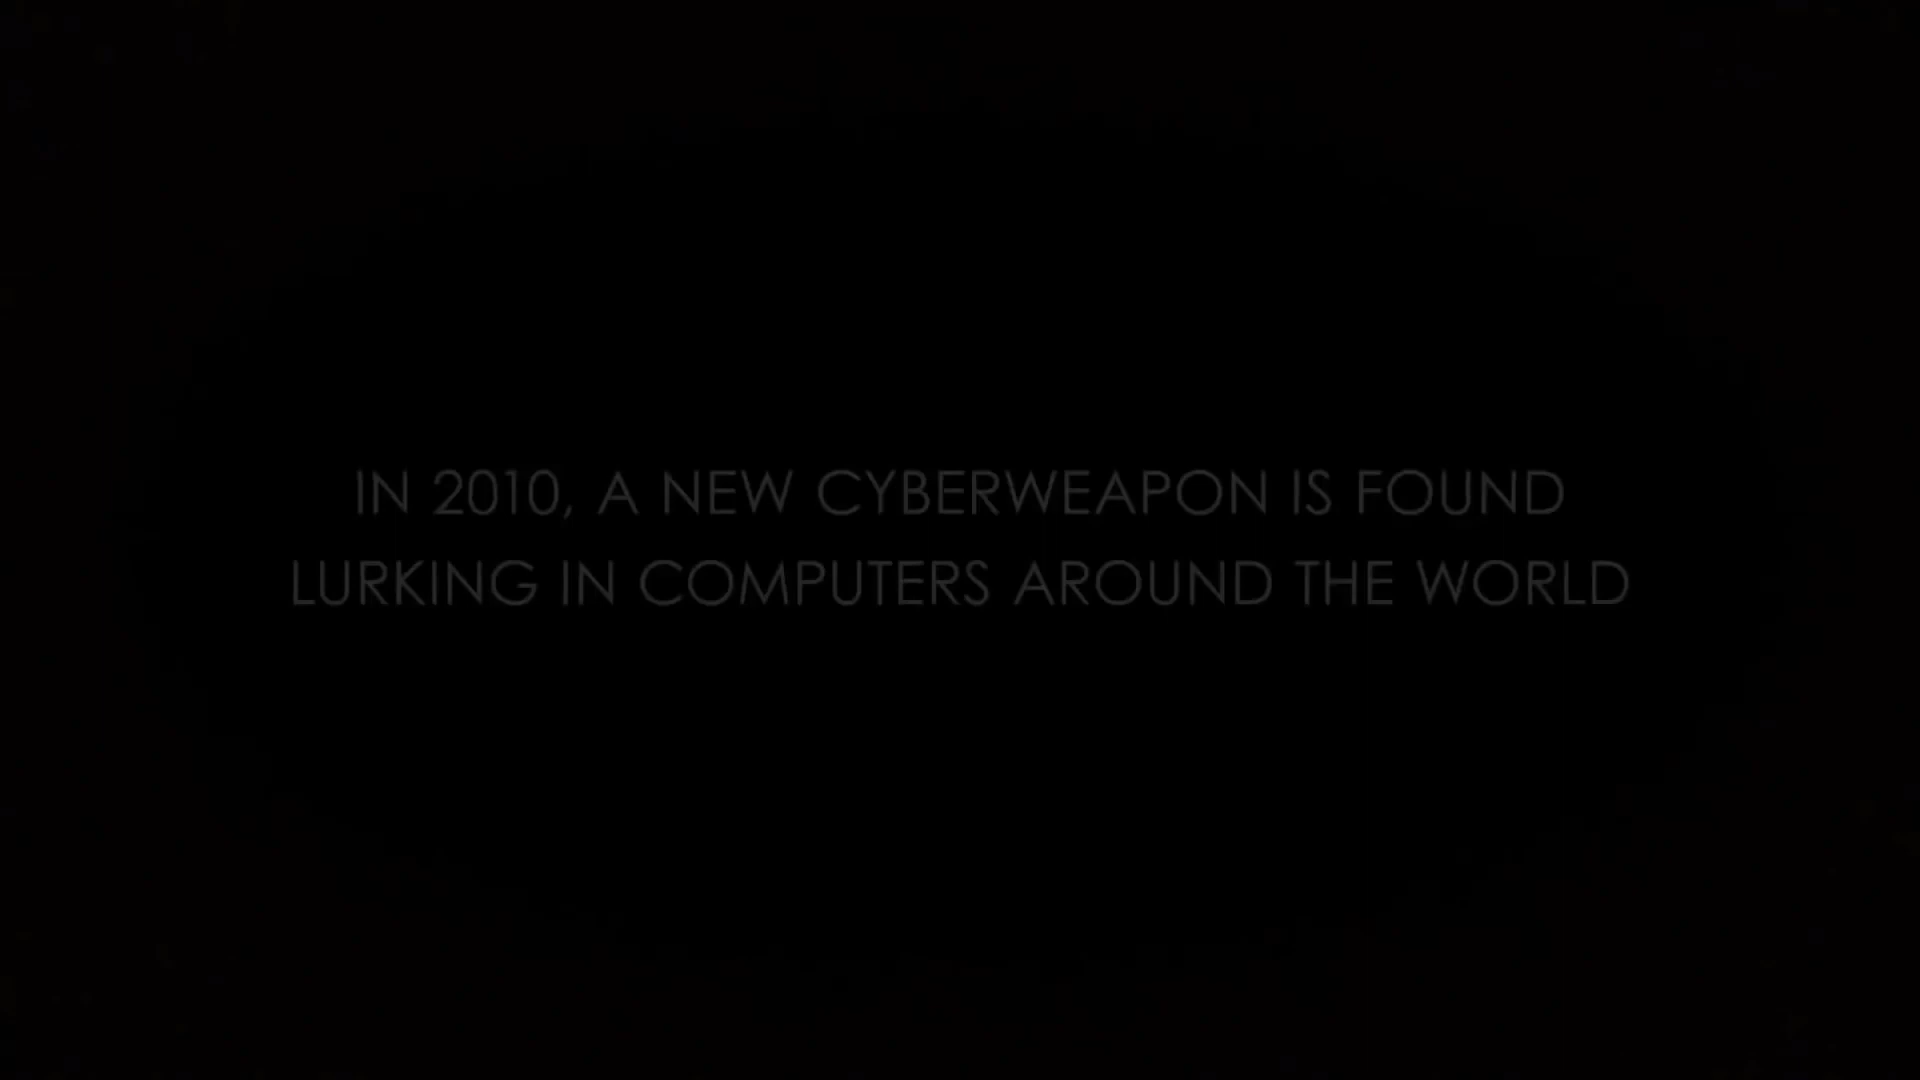 IN 2010, A NEW CYBERWEAPON IS FOUND
LURKING IN COMPUTERS AROUND THE WORLD